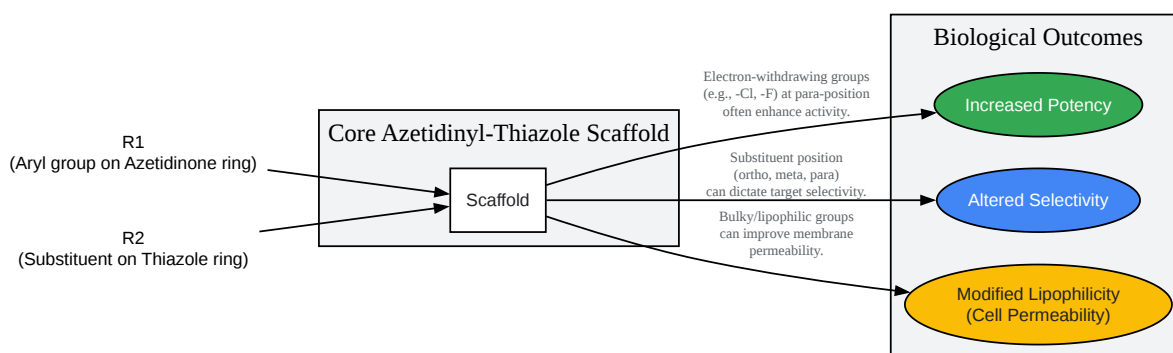 R1
(Aryl group on Azetidinone ring)
R2
(Substituent on Thiazole ring)
Core Azetidinyl-Thiazole Scaffold
Scaffold
Electron-withdrawing groups
(e.g., -Cl, -F) at para-position
often enhance activity.
Substituent position
(ortho, meta, para)
can dictate target selectivity.
Bulky/lipophilic groups
can improve membrane
permeability.
Biological Outcomes
Increased Potency
Altered Selectivity
Modified Lipophilicity
(Cell Permeability)